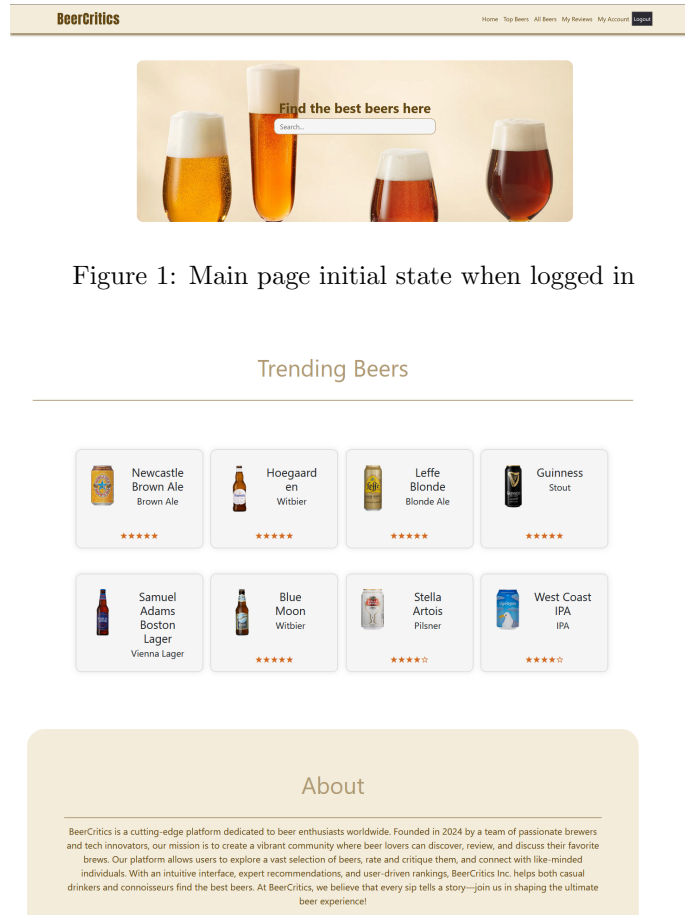 BeerCritics
Home Top Beers All Beers My Reviews My Account Logout
Find the best beers here
Search...
Figure 1: Main page initial state when logged in
Trending Beers
Newcastle
Brown Ale
Brown Ale
★★★★★
Hoegaard
en
Witbier
★★★★★
Leffe
Blonde
Blonde Ale
★★★★★
Guinness
Stout
★★★★★
Samuel
Adams
Boston
Lager
Vienna Lager
Blue
Moon
Witbier
★★★★★
Stella
Artois
Pilsner
★★★★☆
West Coast
IPA
IPA
★★★★☆
About
BeerCritics is a cutting-edge platform dedicated to beer enthusiasts worldwide. Founded in 2024 by a team of passionate brewers
and tech innovators, our mission is to create a vibrant community where beer lovers can discover, review, and discuss their favorite
brews. Our platform allows users to explore a vast selection of beers, rate and critique them, and connect with like-minded
individuals. With an intuitive interface, expert recommendations, and user-driven rankings, BeerCritics Inc. helps both casual
drinkers and connoisseurs find the best beers. At BeerCritics, we believe that every sip tells a story—join us in shaping the ultimate
beer experience!